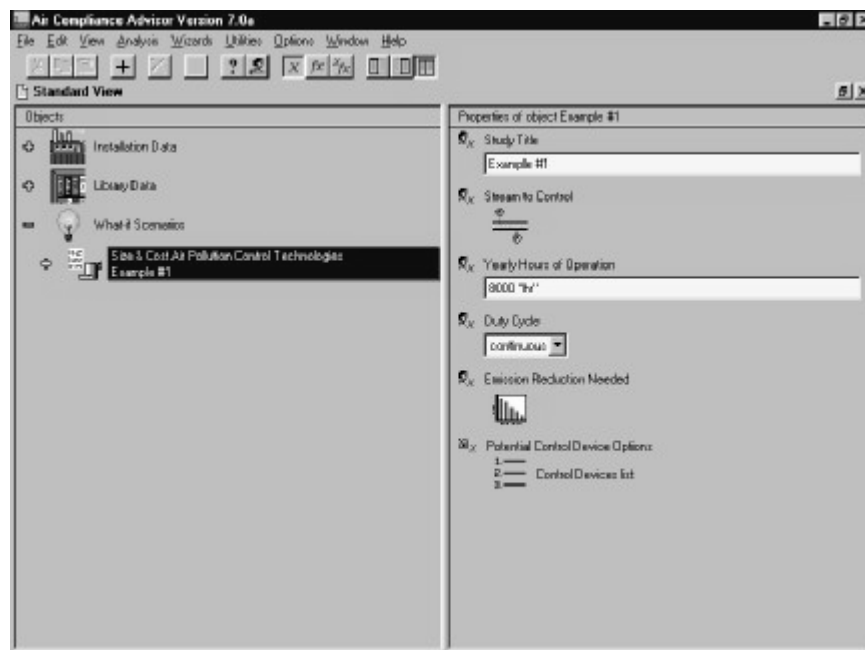 Air Compliance Advisor Version 7.0a
File Edit View Analysis Wizards Utilities Options Window Help
X fx
Standard View
Objects
Installation Data
Library Data
What-if Scenarios
Size & Cost Air Pollution Control Technologies
Example #1
Properties of object Example #1
Study Title
Example #1
Stream to Control
Yearly Hours of Operation
8000 "hr"
Duty Cycle
continuous
Emission Reduction Needed
Potential Control Device Options
1.
2.
3.
Control Devices list